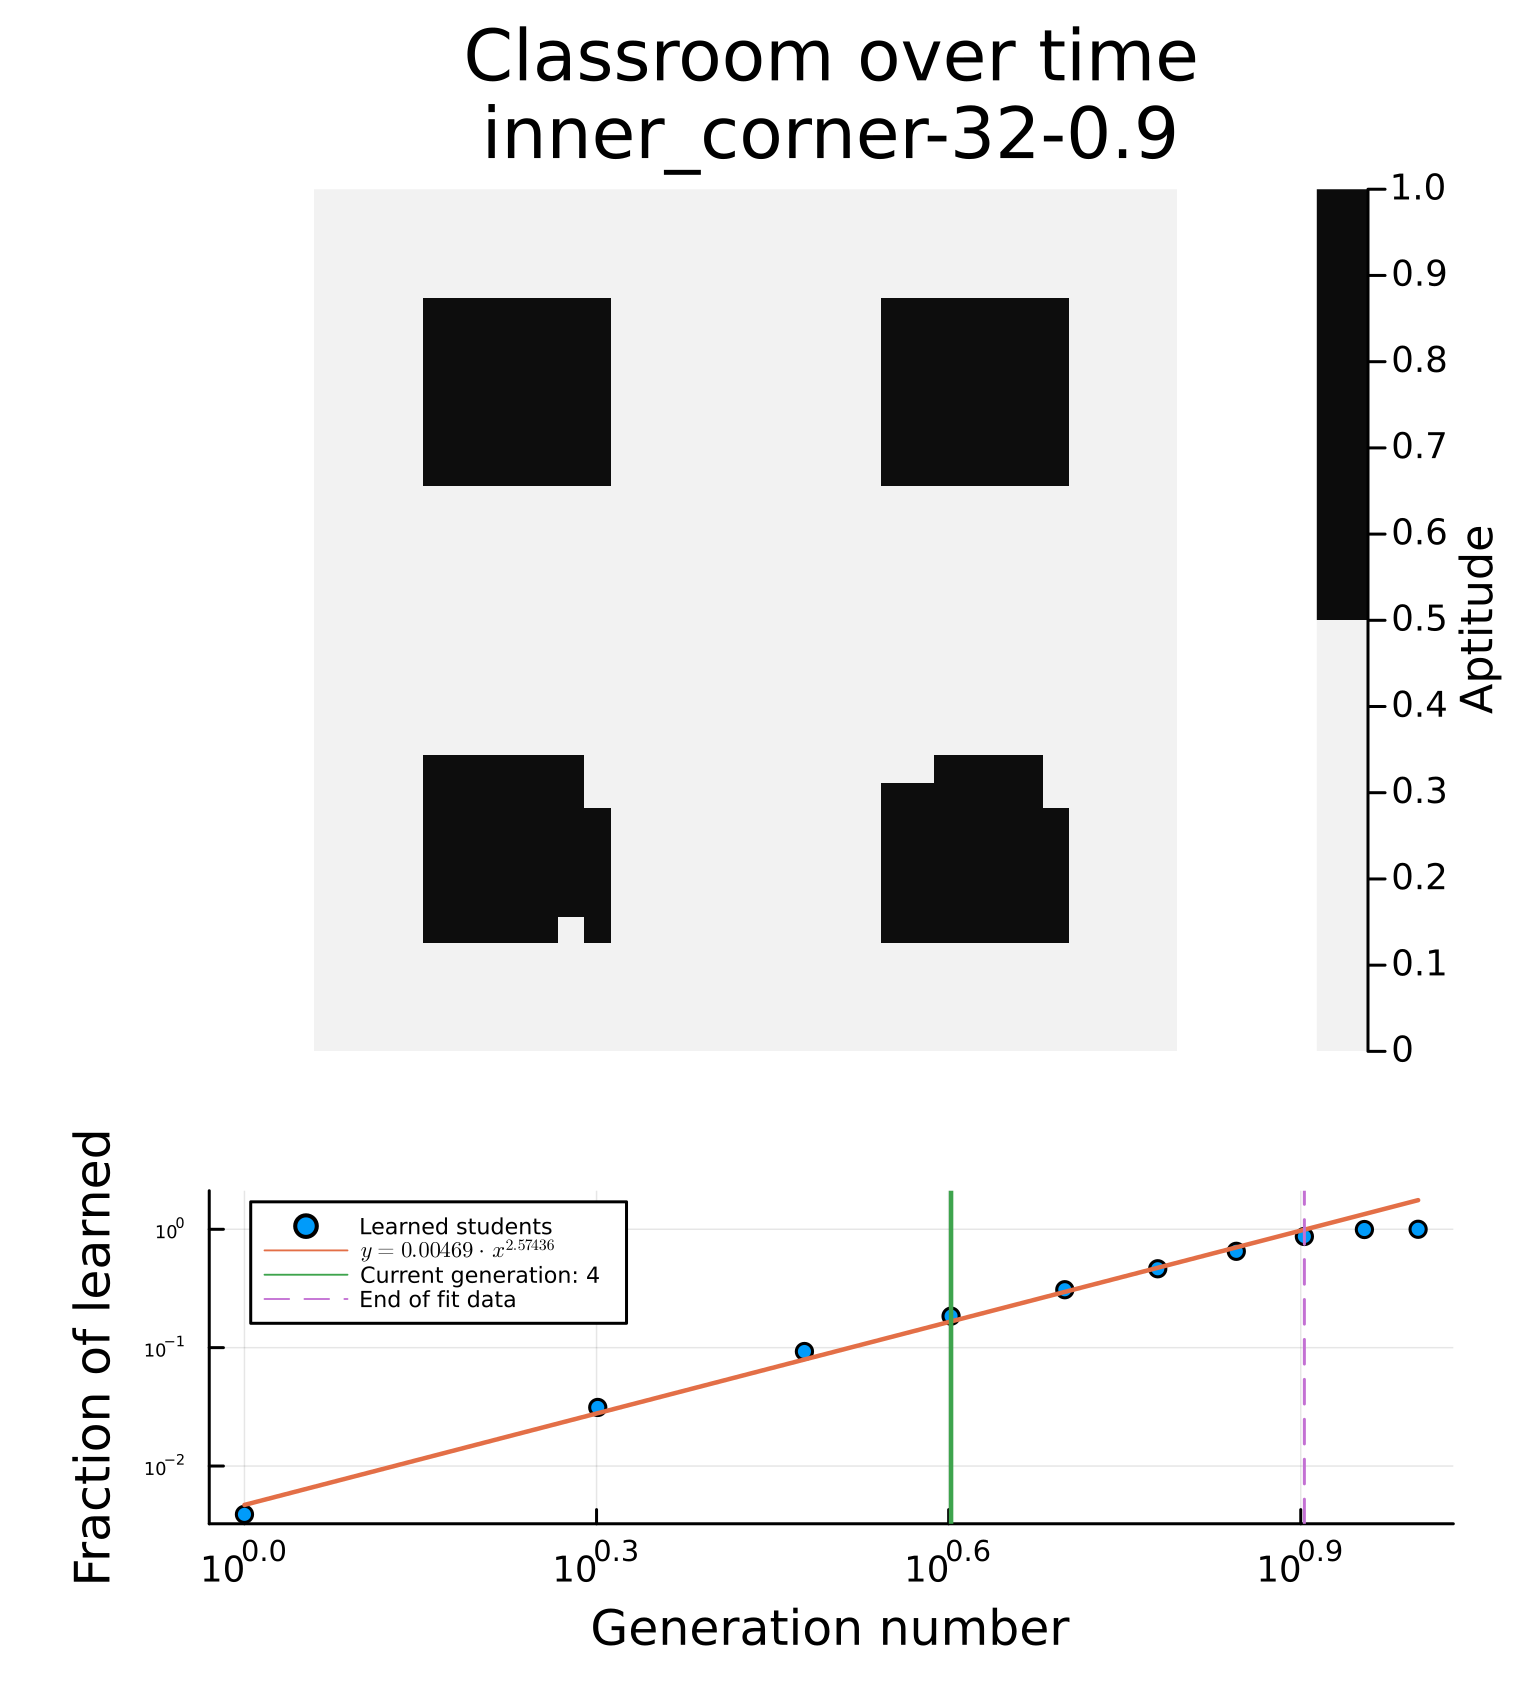 Classroom over time
inner_corner-32-0.9
1.0
0.9
0.8
0.7
0.6
0.5
0.4
0.3
0.2
0.1
0
Aptitude
Fraction of learned
10^0
10^-1
10^-2
Learned students
y = 0.00469 · x^2.57436
Current generation: 4
End of fit data
10^0.0 10^0.3 10^0.6 10^0.9
Generation number